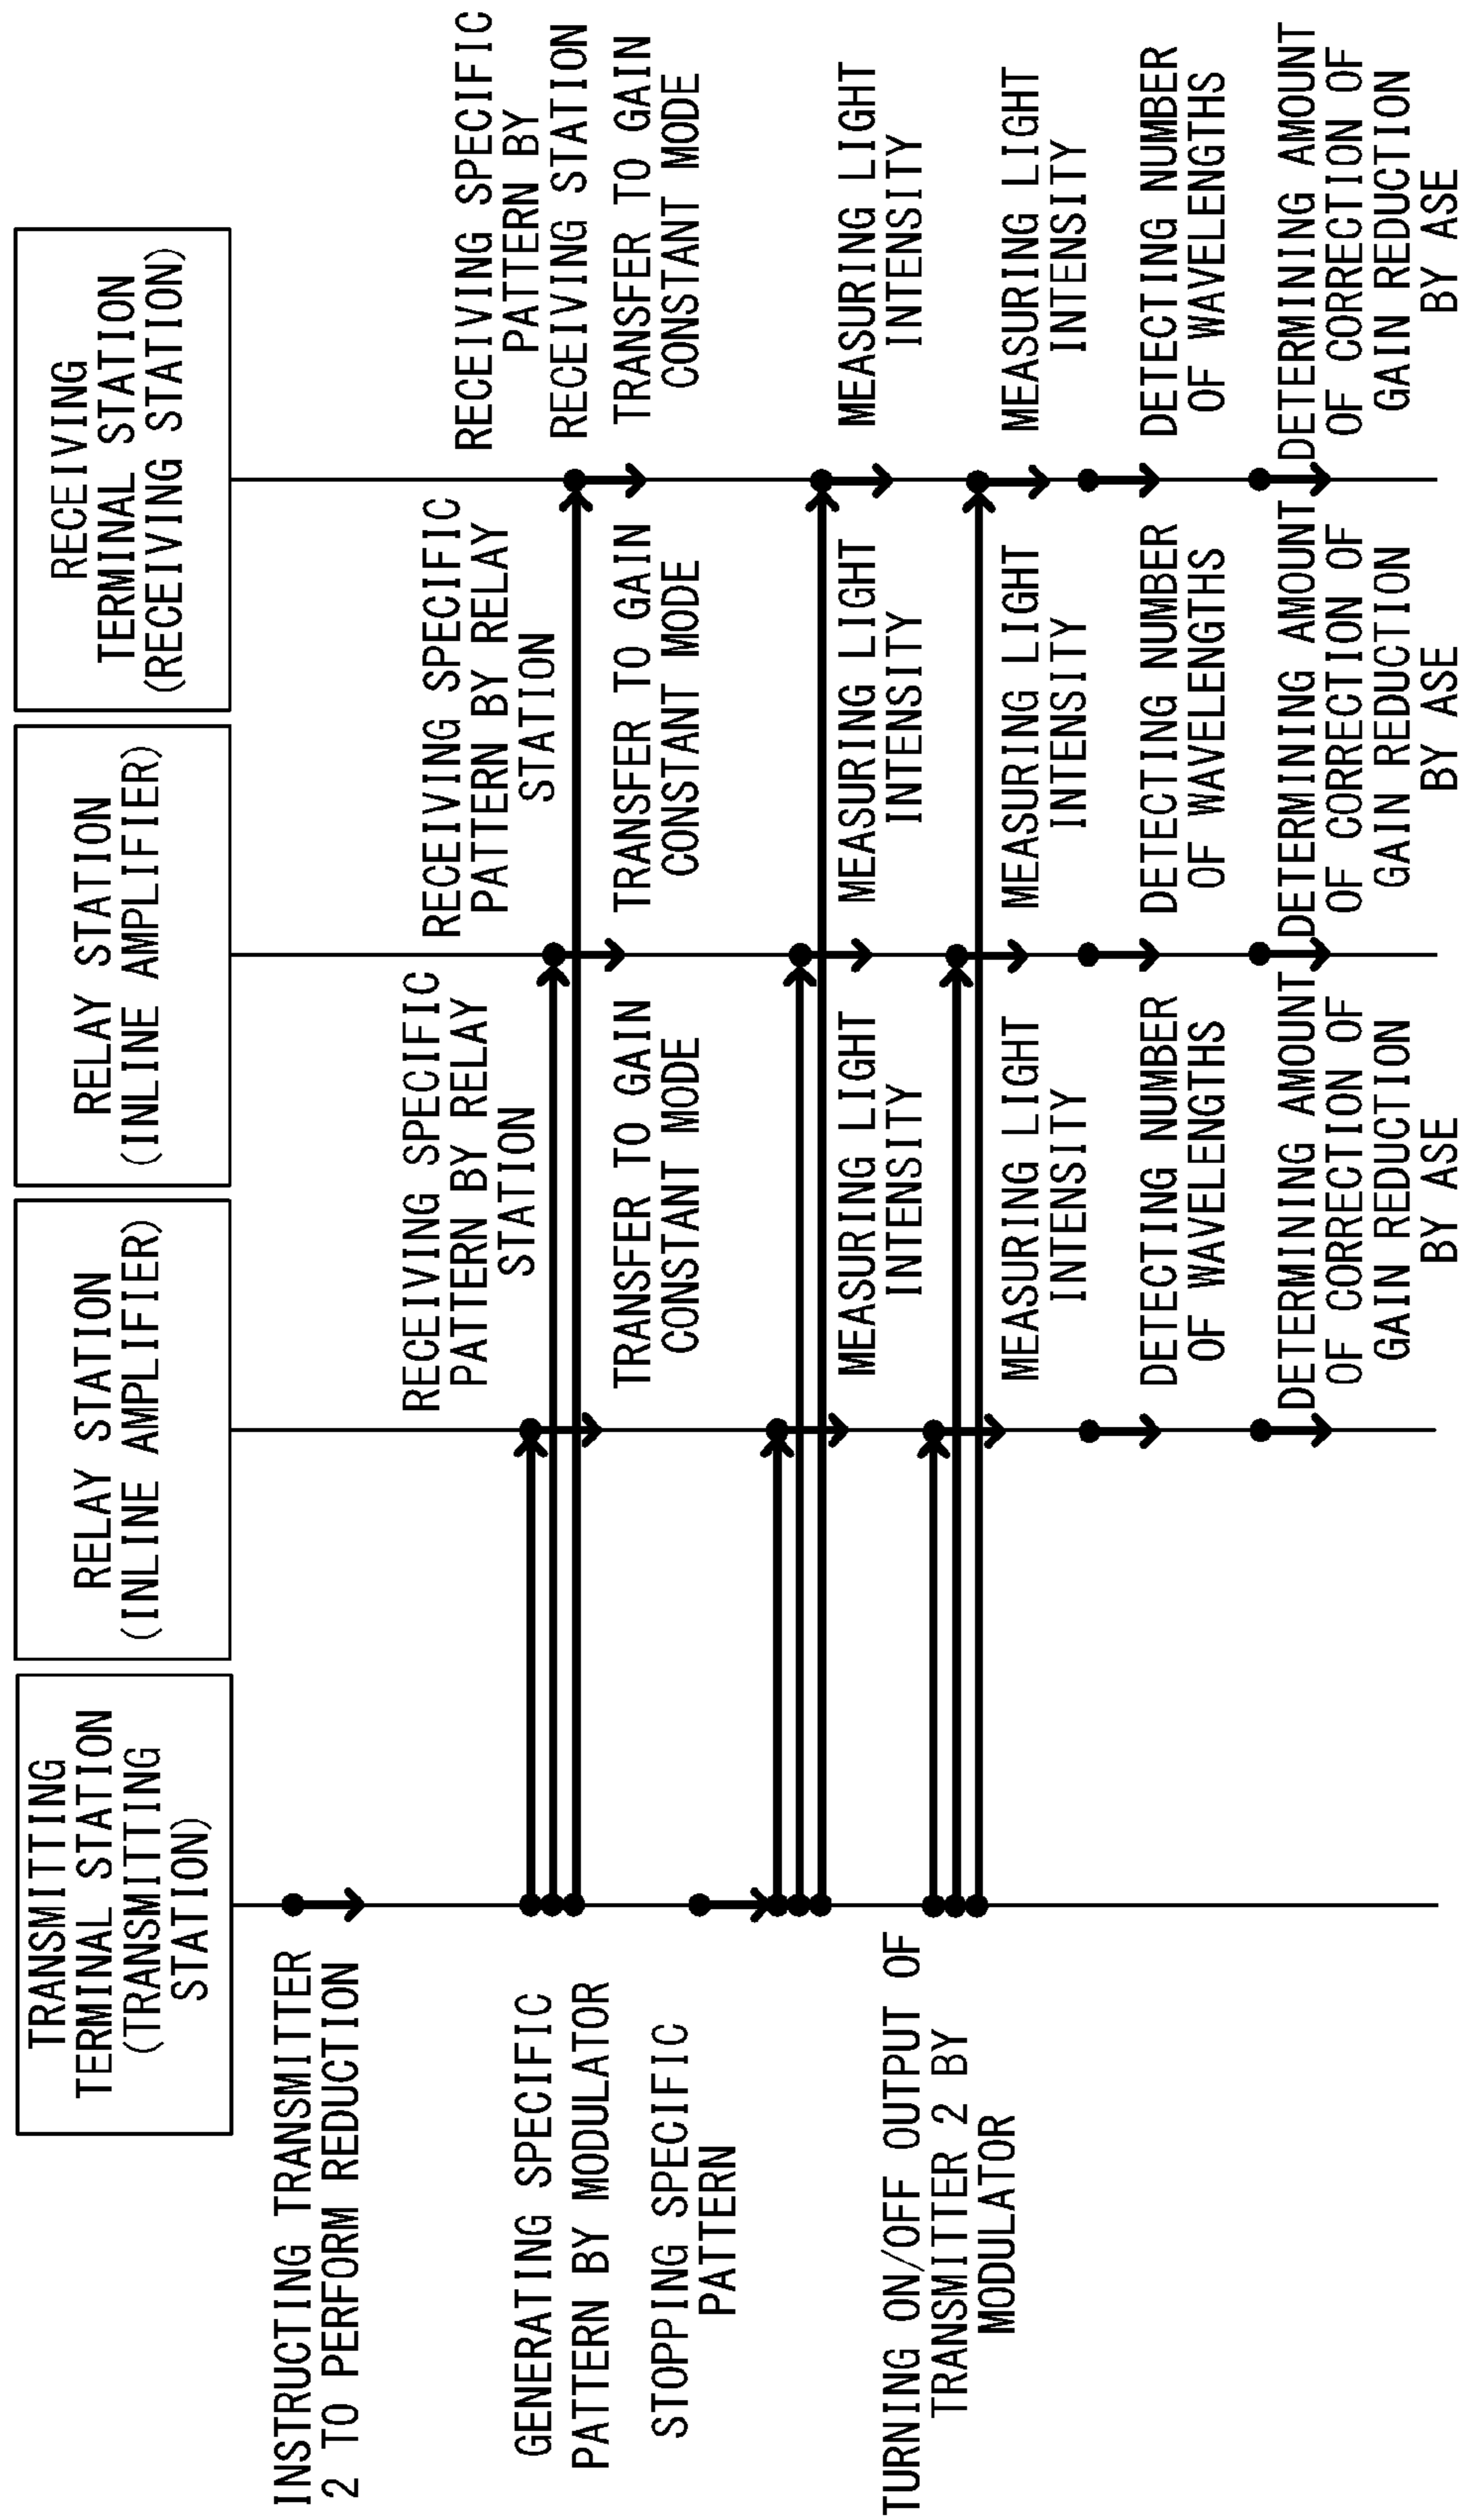 TRANSMITTING
TERMINAL STATION
(TRANSMITTING
STATION)
RELAY STATION
(INLINE AMPLIFIER)
RELAY STATION
(INLINE AMPLIFIER)
RECEIVING
TERMINAL STATION
(RECEIVING STATION)
INSTRUCTING TRANSMITTER
2 TO PERFORM REDUCTION
GENERATING SPECIFIC
PATTERN BY MODULATOR
STOPPING SPECIFIC
PATTERN
TURNING ON/OFF OUTPUT OF
TRANSMITTER 2 BY
MODULATOR
RECEIVING SPECIFIC
PATTERN BY RELAY
STATION
TRANSFER TO GAIN
CONSTANT MODE
MEASURING LIGHT
INTENSITY
MEASURING LIGHT
INTENSITY
DETECTING NUMBER
OF WAVELENGTHS
DETERMINING AMOUNT
OF CORRECTION OF
GAIN REDUCTION
BY ASE
RECEIVING SPECIFIC
PATTERN BY RELAY
STATION
TRANSFER TO GAIN
CONSTANT MODE
MEASURING LIGHT
INTENSITY
MEASURING LIGHT
INTENSITY
DETECTING NUMBER
OF WAVELENGTHS
DETERMINING AMOUNT
OF CORRECTION OF
GAIN REDUCTION
BY ASE
RECEIVING SPECIFIC
PATTERN BY
RECEIVING STATION
TRANSFER TO GAIN
CONSTANT MODE
MEASURING LIGHT
INTENSITY
MEASURING LIGHT
INTENSITY
DETECTING NUMBER
OF WAVELENGTHS
DETERMINING AMOUNT
OF CORRECTION OF
GAIN REDUCTION
BY ASE